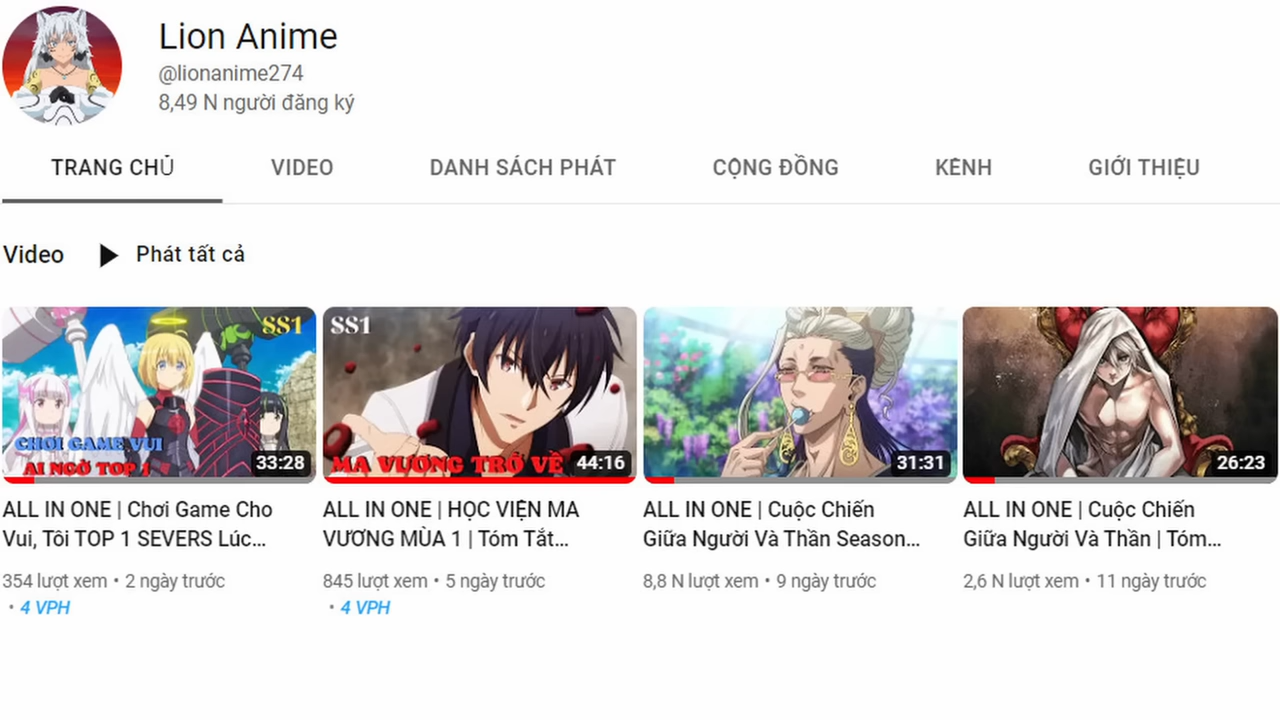 Lion Anime
@lionanime274
8,49 N người đăng ký
TRANG CHỦ
VIDEO
DANH SÁCH PHÁT
CỘNG ĐỒNG
KÊNH
GIỚI THIỆU
Video
Phát tất cả
SS1
CHƠI GAME VUI
AI NGỜ TOP 1
33:28
SS1
MA VƯƠNG TRỞ VỀ
44:16
31:31
26:23
ALL IN ONE | Chơi Game Cho
Vui, Tôi TOP 1 SEVERS Lúc...
354 lượt xem • 2 ngày trước
• 4 VPH
ALL IN ONE | HỌC VIỆN MA
VƯƠNG MÙA 1 | Tóm Tắt...
845 lượt xem • 5 ngày trước
• 4 VPH
ALL IN ONE | Cuộc Chiến
Giữa Người Và Thần Season...
8,8 N lượt xem • 9 ngày trước
ALL IN ONE | Cuộc Chiến
Giữa Người Và Thần | Tóm...
2,6 N lượt xem • 11 ngày trước